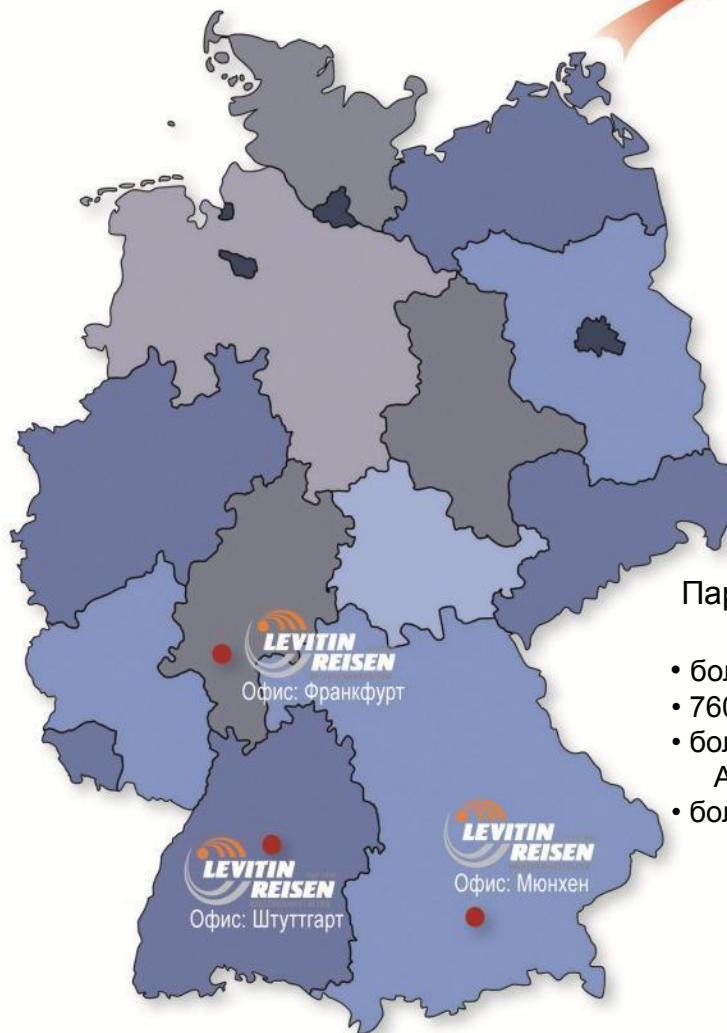 LEVITIN
REISEN
Офис: Франкфурт
Пар
• бол
• 760
• бол
А
• бол
LEVITIN
REISEN
Офис: Мюнхен
LEVITIN
REISEN
Офис: Штуттгарт